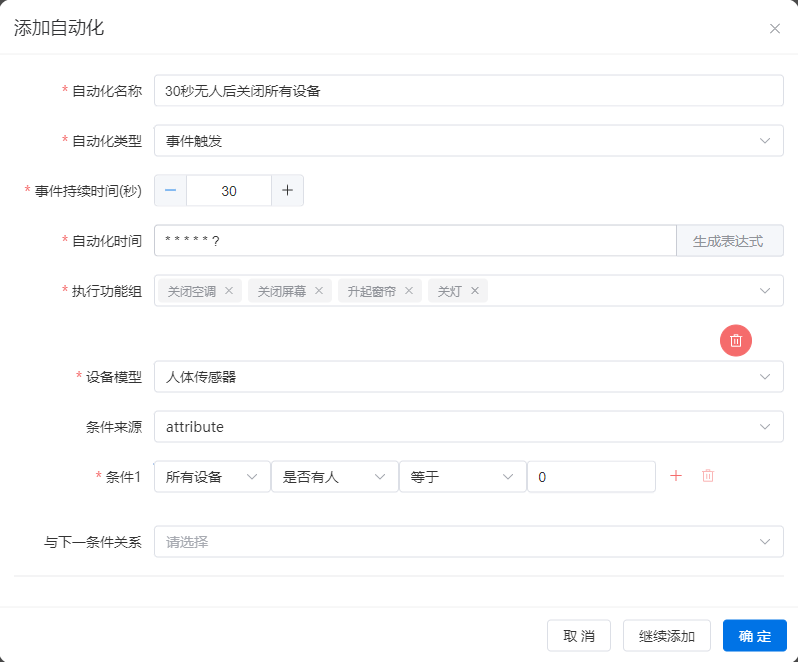 添加自动化
* 自动化名称 30秒无人后关闭所有设备
* 自动化类型 事件触发
* 事件持续时间(秒) 30
* 自动化时间 * * * * * ? 生成表达式
* 执行功能组 关闭空调 关闭屏幕 升起窗帘 关灯
* 设备模型 人体传感器
条件来源 attribute
* 条件1 所有设备 是否有人 等于 0
与下一条件关系 请选择
取消 继续添加 确定